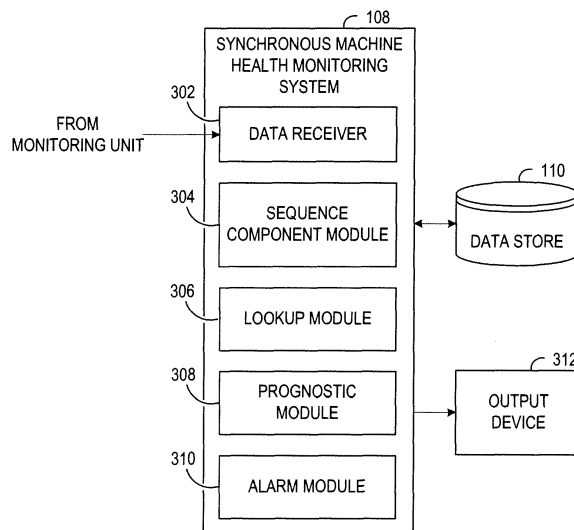 108
SYNCHRONOUS MACHINE
HEALTH MONITORING
SYSTEM
302
FROM
MONITORING UNIT
DATA RECEIVER
304
SEQUENCE
COMPONENT MODULE
110
DATA STORE
306
LOOKUP MODULE
308
PROGNOSTIC
MODULE
312
OUTPUT
DEVICE
310
ALARM MODULE